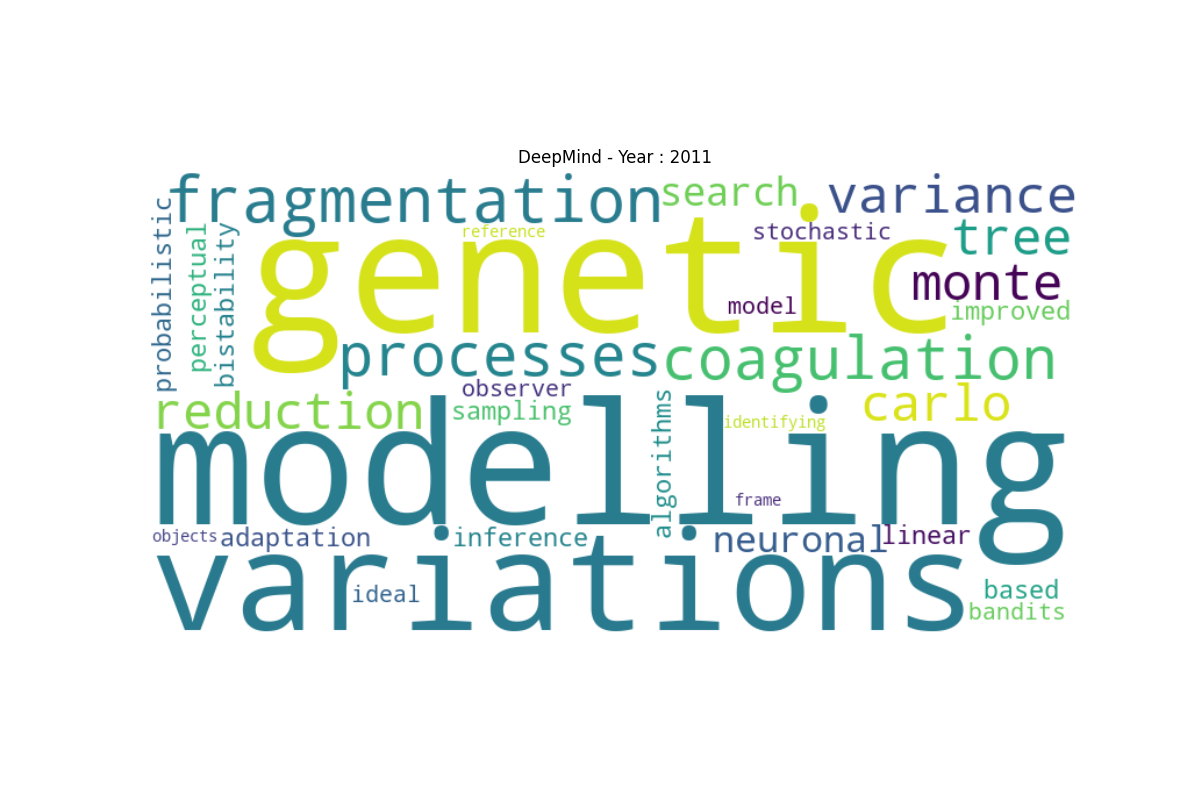 DeepMind - Year : 2011
fragmentation
search
variance
probabilistic
perceptual
bistability
reference
stochastic
tree
genetic
monte
model
improved
processes
coagulation
observer
carlo
reduction
sampling
algorithms
identifying
modelling
frame
objects
adaptation
inference
neuronal
linear
variations
ideal
based
bandits